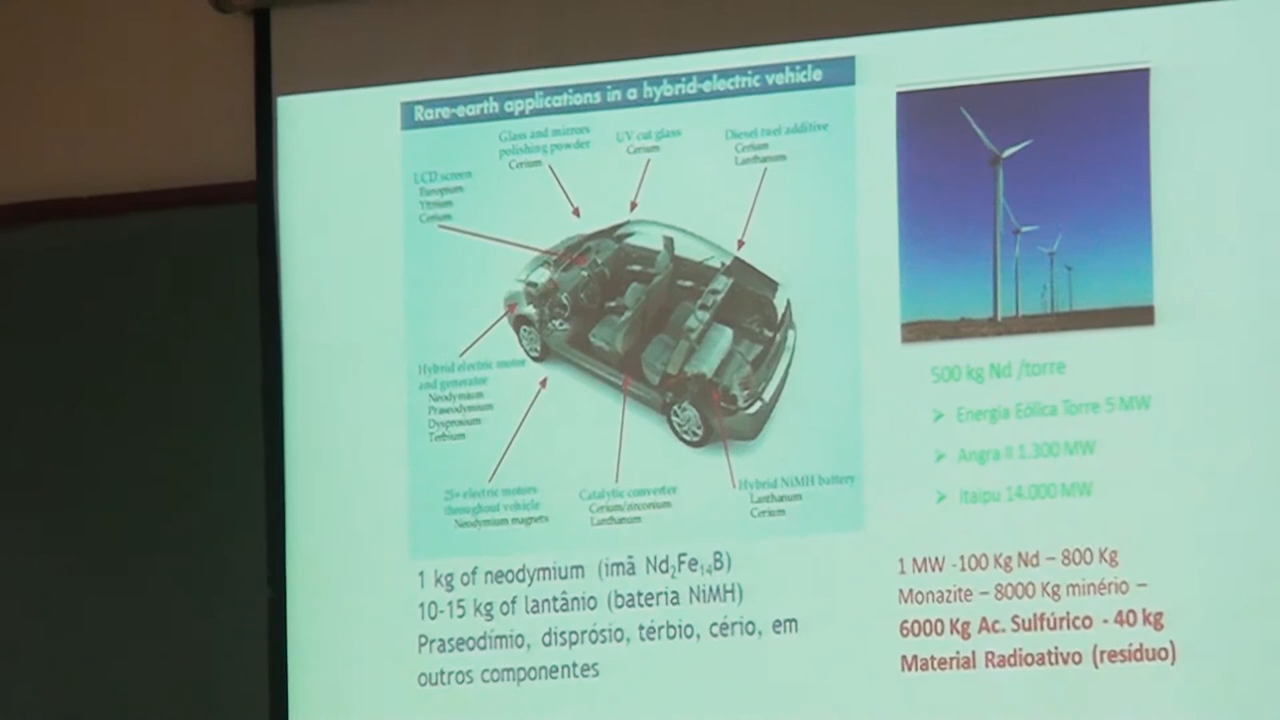 Rare-earth applications in a hybrid-electric vehicle
Glass and mirrors
polishing powder
Cerium
UV cut glass
Cerium
Diesel fuel additive
Cerium
Lanthanum
LCD screen
Europium
Yttrium
Cerium
Hybrid electric motor
and generator
Neodymium
Praseodymium
Dysprosium
Terbium
25+ electric motors
throughout vehicle
Neodymium magnets
Catalytic converter
Cerium/zirconium
Lanthanum
Hybrid NiMH battery
Lanthanum
Cerium
1 kg of neodymium (imã Nd₂Fe₁₄B)
10-15 kg of lantânio (bateria NiMH)
Praseodímio, disprósio, térbio, cério, em
outros componentes
500 kg Nd /torre
➢ Energia Eólica Torre 5 MW
➢ Angra II 1.300 MW
➢ Itaipu 14.000 MW
1 MW -100 Kg Nd – 800 Kg
Monazite – 8000 Kg minério –
6000 Kg Ac. Sulfúrico - 40 kg
Material Radioativo (resíduo)